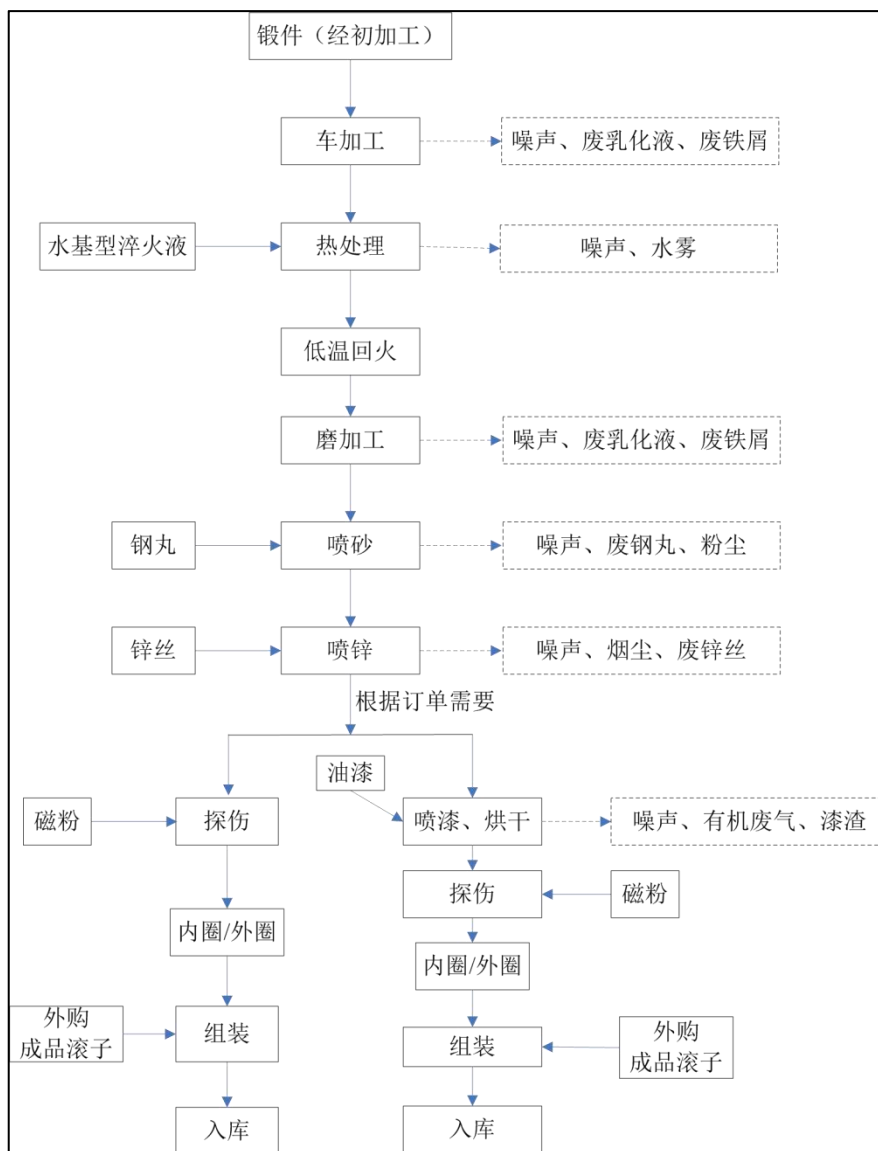 锻件（经初加工）
车加工
噪声、废乳化液、废铁屑
水基型淬火液
热处理
噪声、水雾
低温回火
磨加工
噪声、废乳化液、废铁屑
钢丸
喷砂
噪声、废钢丸、粉尘
锌丝
喷锌
噪声、烟尘、废锌丝
根据订单需要
油漆
磁粉
探伤
喷漆、烘干
噪声、有机废气、漆渣
探伤
磁粉
内圈/外圈
内圈/外圈
外购
成品滚子
组装
组装
外购
成品滚子
入库
入库